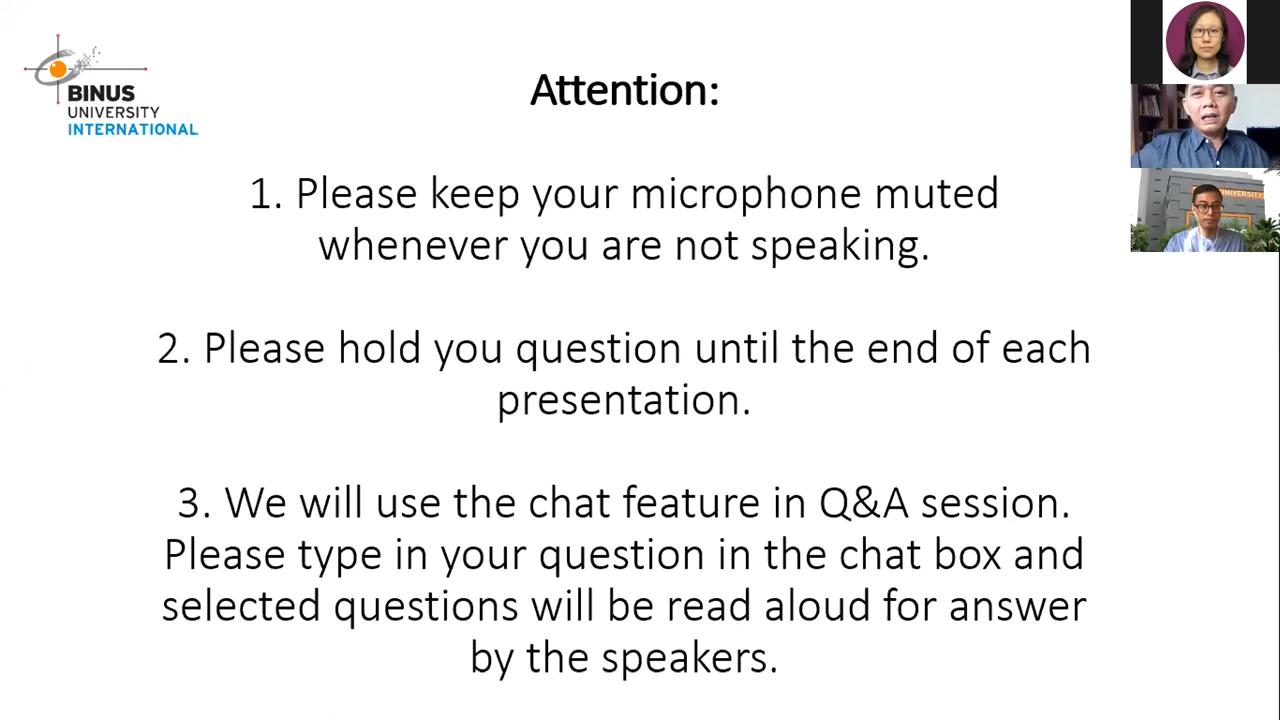 BINUS
UNIVERSITY
INTERNATIONAL
Attention:
1. Please keep your microphone muted
whenever you are not speaking.
2. Please hold you question until the end of each
presentation.
3. We will use the chat feature in Q&A session.
Please type in your question in the chat box and
selected questions will be read aloud for answer
by the speakers.
UNIVERSITY